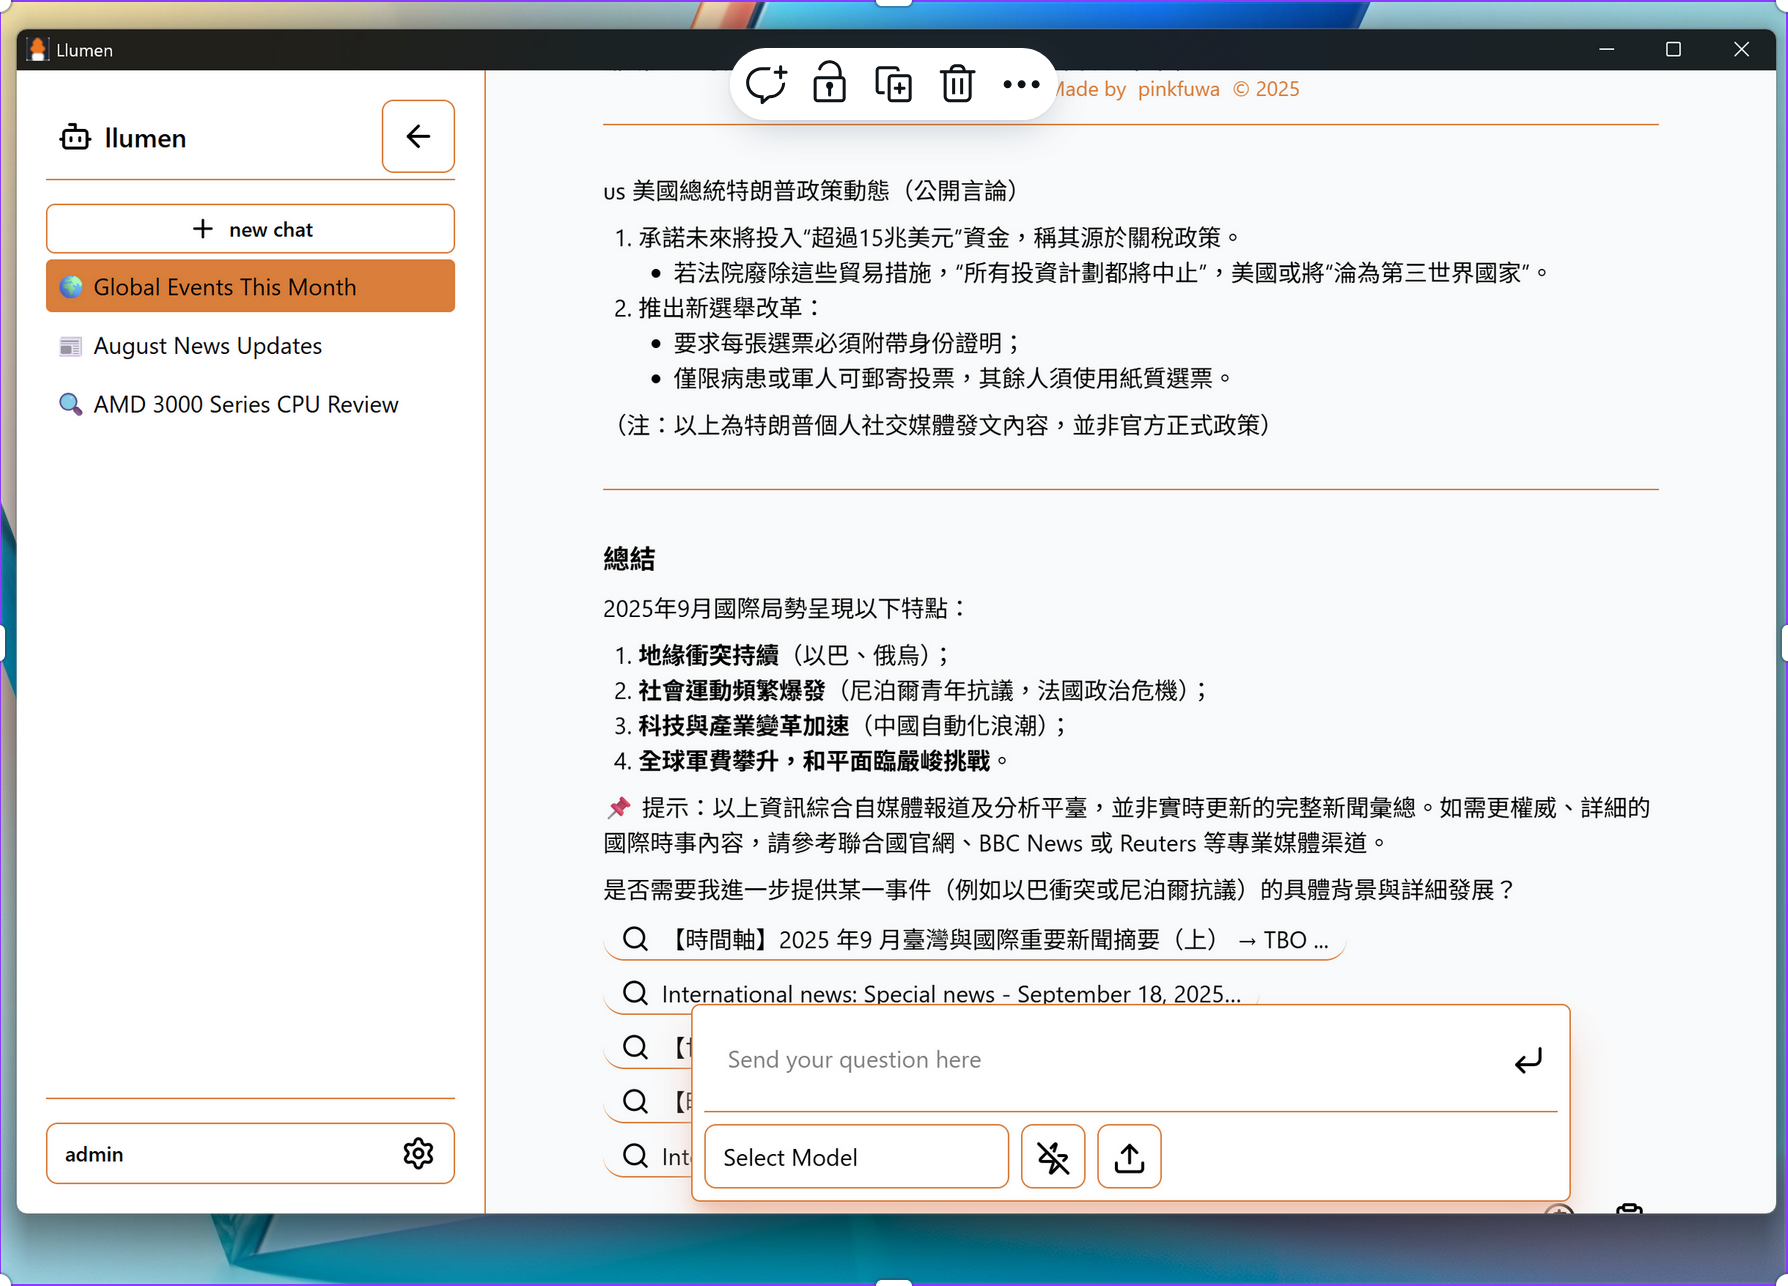 Llumen
llumen
new chat
Global Events This Month
August News Updates
AMD 3000 Series CPU Review
admin
Made by pinkfuwa © 2025
us 美國總統特朗普政策動態（公開言論）
1. 承諾未來將投入“超過15兆美元”資金，稱其源於關稅政策。
• 若法院廢除這些貿易措施，“所有投資計劃都將中止”，美國或將“淪為第三世界國家”。
2. 推出新選舉改革：
• 要求每張選票必須附帶身份證明；
• 僅限病患或軍人可郵寄投票，其餘人須使用紙質選票。
（注：以上為特朗普個人社交媒體發文內容，並非官方正式政策）
總結
2025年9月國際局勢呈現以下特點：
1. 地緣衝突持續（以巴、俄烏）；
2. 社會運動頻繁爆發（尼泊爾青年抗議，法國政治危機）；
3. 科技與產業變革加速（中國自動化浪潮）；
4. 全球軍費攀升，和平面臨嚴峻挑戰。
提示：以上資訊綜合自媒體報道及分析平臺，並非實時更新的完整新聞彙總。如需更權威、詳細的
國際時事內容，請參考聯合國官網、BBC News 或 Reuters 等專業媒體渠道。
是否需要我進一步提供某一事件（例如以巴衝突或尼泊爾抗議）的具體背景與詳細發展？
【時間軸】2025 年9 月臺灣與國際重要新聞摘要（上） → TBO ...
International news: Special news - September 18, 2025...
【
【
Int
Send your question here
Select Model